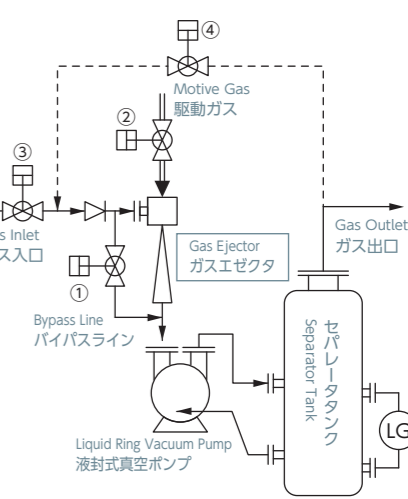 ④
Motive Gas
駆動ガス
②
③
s Inlet
ス入口
Gas Outlet
ガス出口
Gas Ejector
ガスエゼクタ
①
Bypass Line
バイパスライン
セパレータタンク
Separator Tank
LG
Liquid Ring Vacuum Pump
液封式真空ポンプ